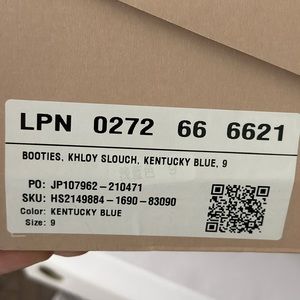 LPN 0272 66 6621
BOOTIES, KHLOY SLOUCH, KENTUCKY BLUE, 9
PO: JP107962-210471
SKU: HS2149884-1690-83090
Color: KENTUCKY BLUE
Size: 9